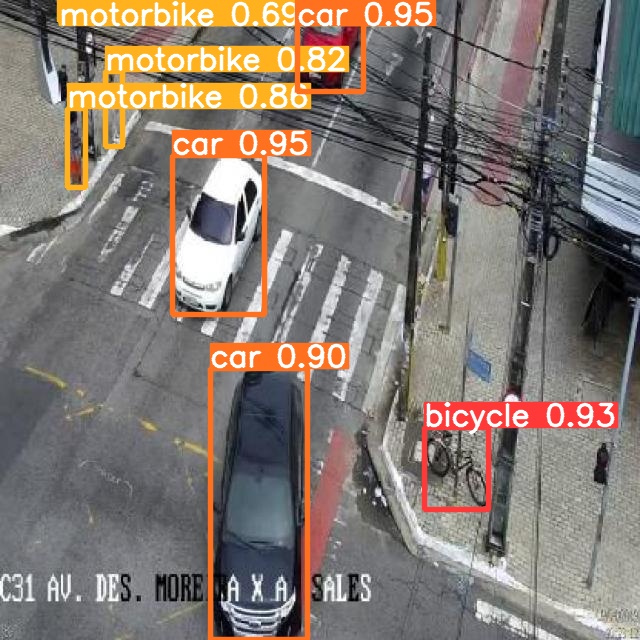 motorbike 0.69
car 0.95
motorbike 0.82
motorbike 0.86
car 0.95
car 0.90
bicycle 0.93
C31 AV. DES. MORE A X A SALES